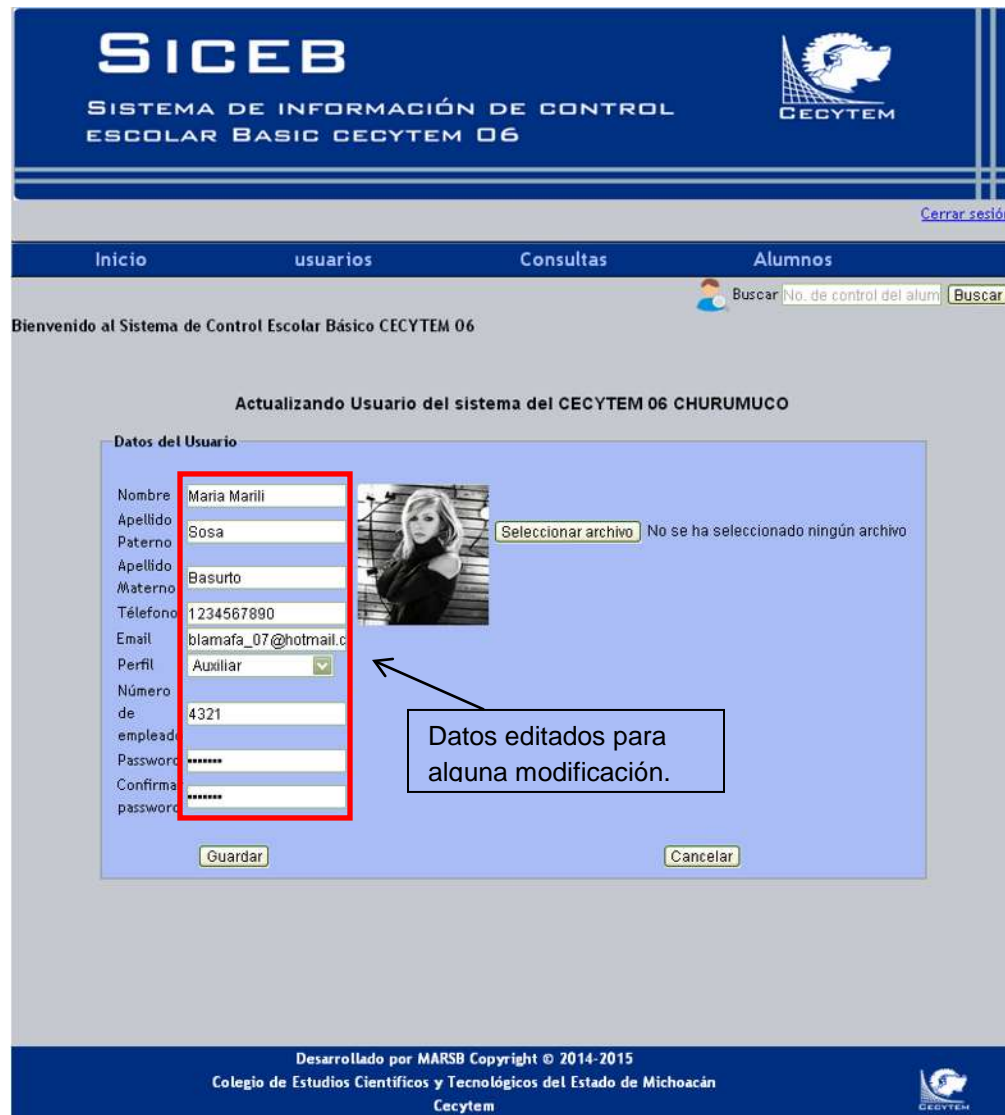 SICEB
SISTEMA DE INFORMACIÓN DE CONTROL
ESCOLAR BASIC CECYTEM 06
CECYTEM
Cerrar sesión
Inicio usuarios Consultas Alumnos
Buscar No. de control del alum Buscar
Bienvenido al Sistema de Control Escolar Básico CECYTEM 06
Actualizando Usuario del sistema del CECYTEM 06 CHURUMUCO
Datos del Usuario
Nombre Maria Marili
Apellido
Paterno
Sosa
Seleccionar archivo No se ha seleccionado ningún archivo
Apellido
Materno
Basurto
Télefono 1234567890
Email blamafa_07@hotmail.c
Perfil Auxiliar
Número
de
empleado
4321
Password •••••••
Confirmar
password
•••••••
Datos editados para
alguna modificación.
Guardar Cancelar
Desarrollado por MARSB Copyright © 2014-2015
Colegio de Estudios Científicos y Tecnológicos del Estado de Michoacán
Cecytem
CECYTEM